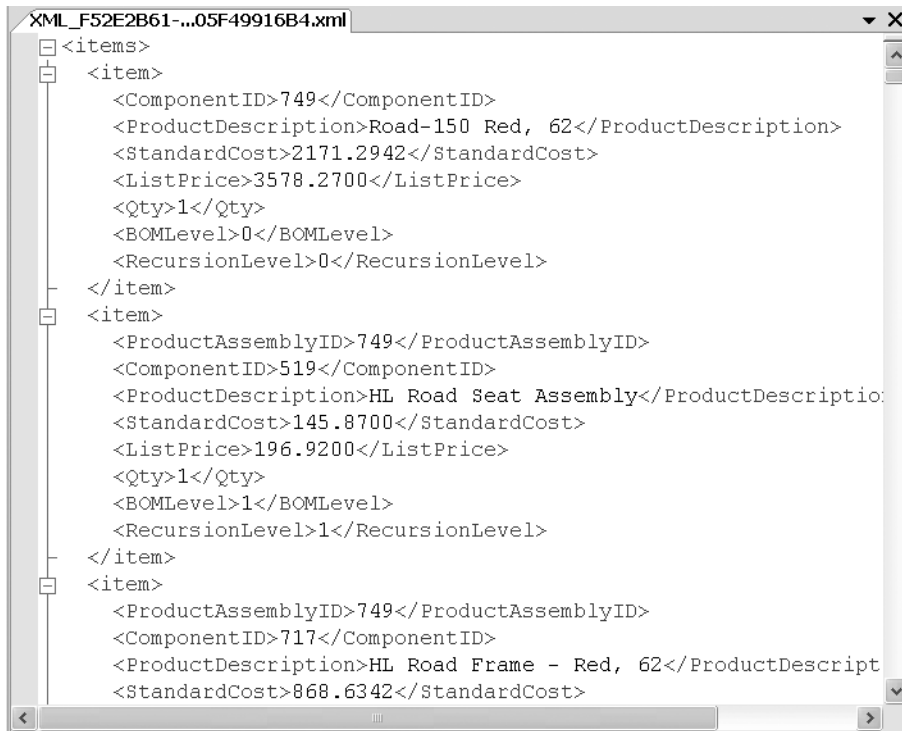 XML_F52E2B61-...05F49916B4.xml
<items>
<item>
<ComponentID>749</ComponentID>
<ProductDescription>Road-150 Red, 62</ProductDescription>
<StandardCost>2171.2942</StandardCost>
<ListPrice>3578.2700</ListPrice>
<Qty>1</Qty>
<BOMLevel>0</BOMLevel>
<RecursionLevel>0</RecursionLevel>
</item>
<item>
<ProductAssemblyID>749</ProductAssemblyID>
<ComponentID>519</ComponentID>
<ProductDescription>HL Road Seat Assembly</ProductDescriptio
<StandardCost>145.8700</StandardCost>
<ListPrice>196.9200</ListPrice>
<Qty>1</Qty>
<BOMLevel>1</BOMLevel>
<RecursionLevel>1</RecursionLevel>
</item>
<item>
<ProductAssemblyID>749</ProductAssemblyID>
<ComponentID>717</ComponentID>
<ProductDescription>HL Road Frame - Red, 62</ProductDescript
<StandardCost>868.6342</StandardCost>